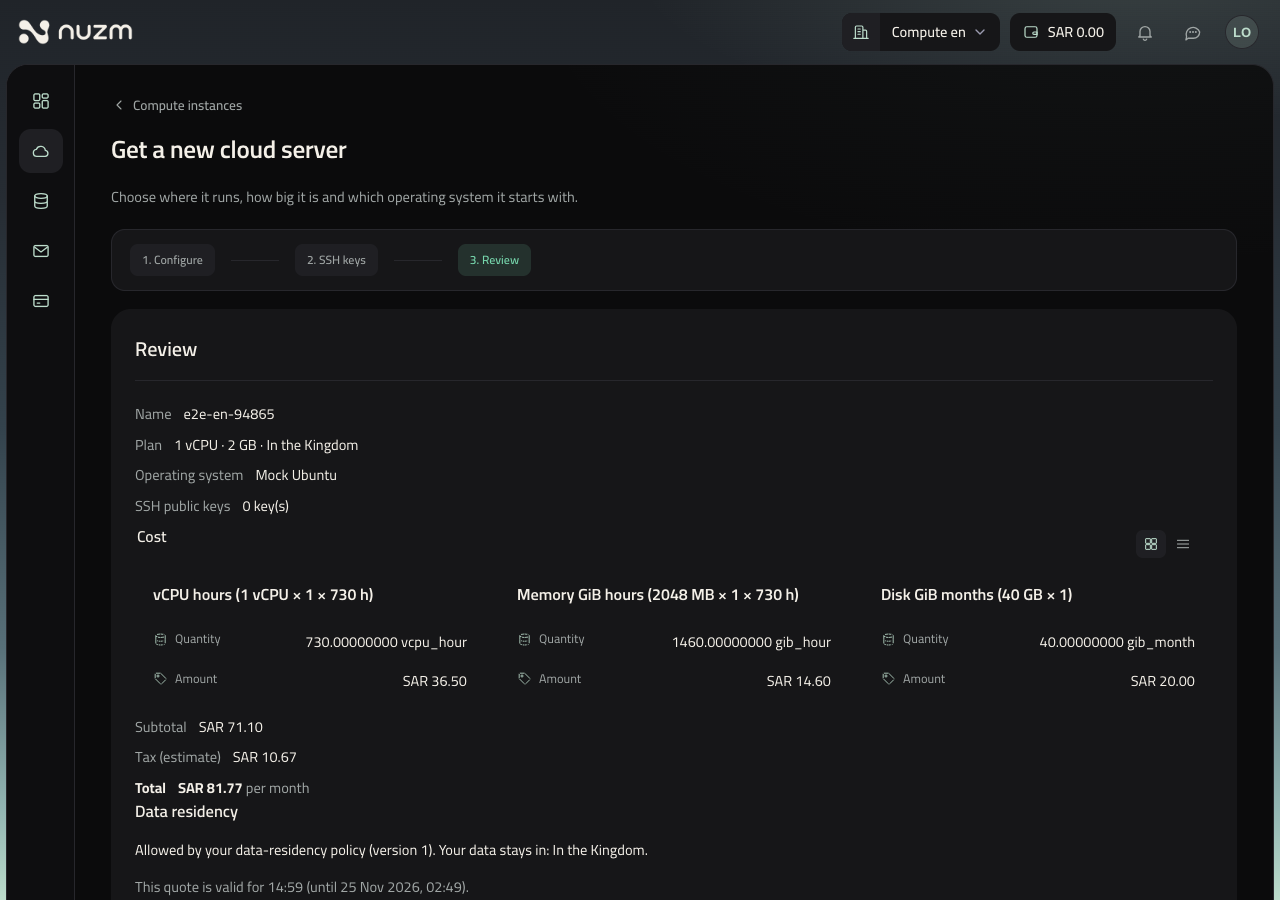 nuzm
Compute en
SAR 0.00
LO
Compute instances
Get a new cloud server
Choose where it runs, how big it is and which operating system it starts with.
1. Configure
2. SSH keys
3. Review
Review
Name e2e-en-94865
Plan 1 vCPU · 2 GB · In the Kingdom
Operating system Mock Ubuntu
SSH public keys 0 key(s)
Cost
vCPU hours (1 vCPU × 1 × 730 h)
Quantity 730.00000000 vcpu_hour
Amount SAR 36.50
Memory GiB hours (2048 MB × 1 × 730 h)
Quantity 1460.00000000 gib_hour
Amount SAR 14.60
Disk GiB months (40 GB × 1)
Quantity 40.00000000 gib_month
Amount SAR 20.00
Subtotal SAR 71.10
Tax (estimate) SAR 10.67
Total SAR 81.77 per month
Data residency
Allowed by your data-residency policy (version 1). Your data stays in: In the Kingdom.
This quote is valid for 14:59 (until 25 Nov 2026, 02:49).